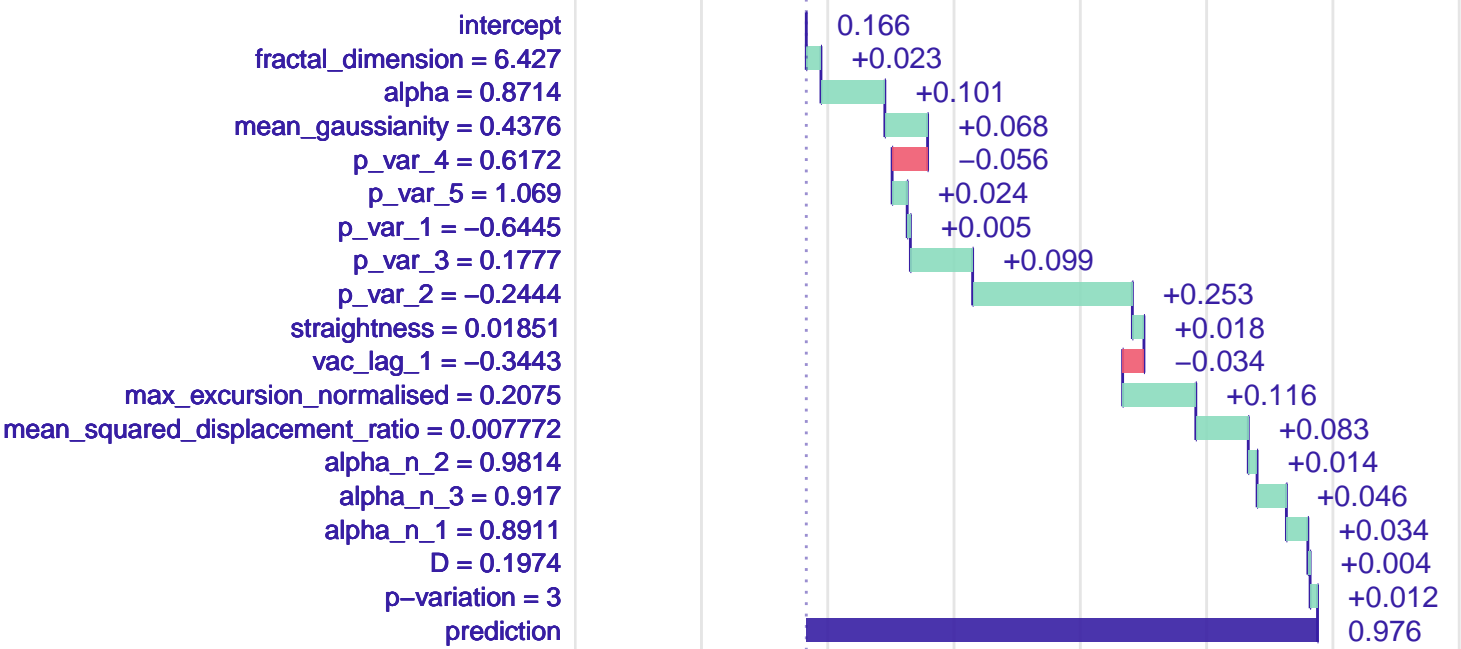 intercept 0.166
fractal_dimension = 6.427 +0.023
alpha = 0.8714 +0.101
mean_gaussianity = 0.4376 +0.068
p_var_4 = 0.6172 −0.056
p_var_5 = 1.069 +0.024
p_var_1 = −0.6445 +0.005
p_var_3 = 0.1777 +0.099
p_var_2 = −0.2444 +0.253
straightness = 0.01851 +0.018
vac_lag_1 = −0.3443 −0.034
max_excursion_normalised = 0.2075 +0.116
mean_squared_displacement_ratio = 0.007772 +0.083
alpha_n_2 = 0.9814 +0.014
alpha_n_3 = 0.917 +0.046
alpha_n_1 = 0.8911 +0.034
D = 0.1974 +0.004
p−variation = 3 +0.012
prediction 0.976